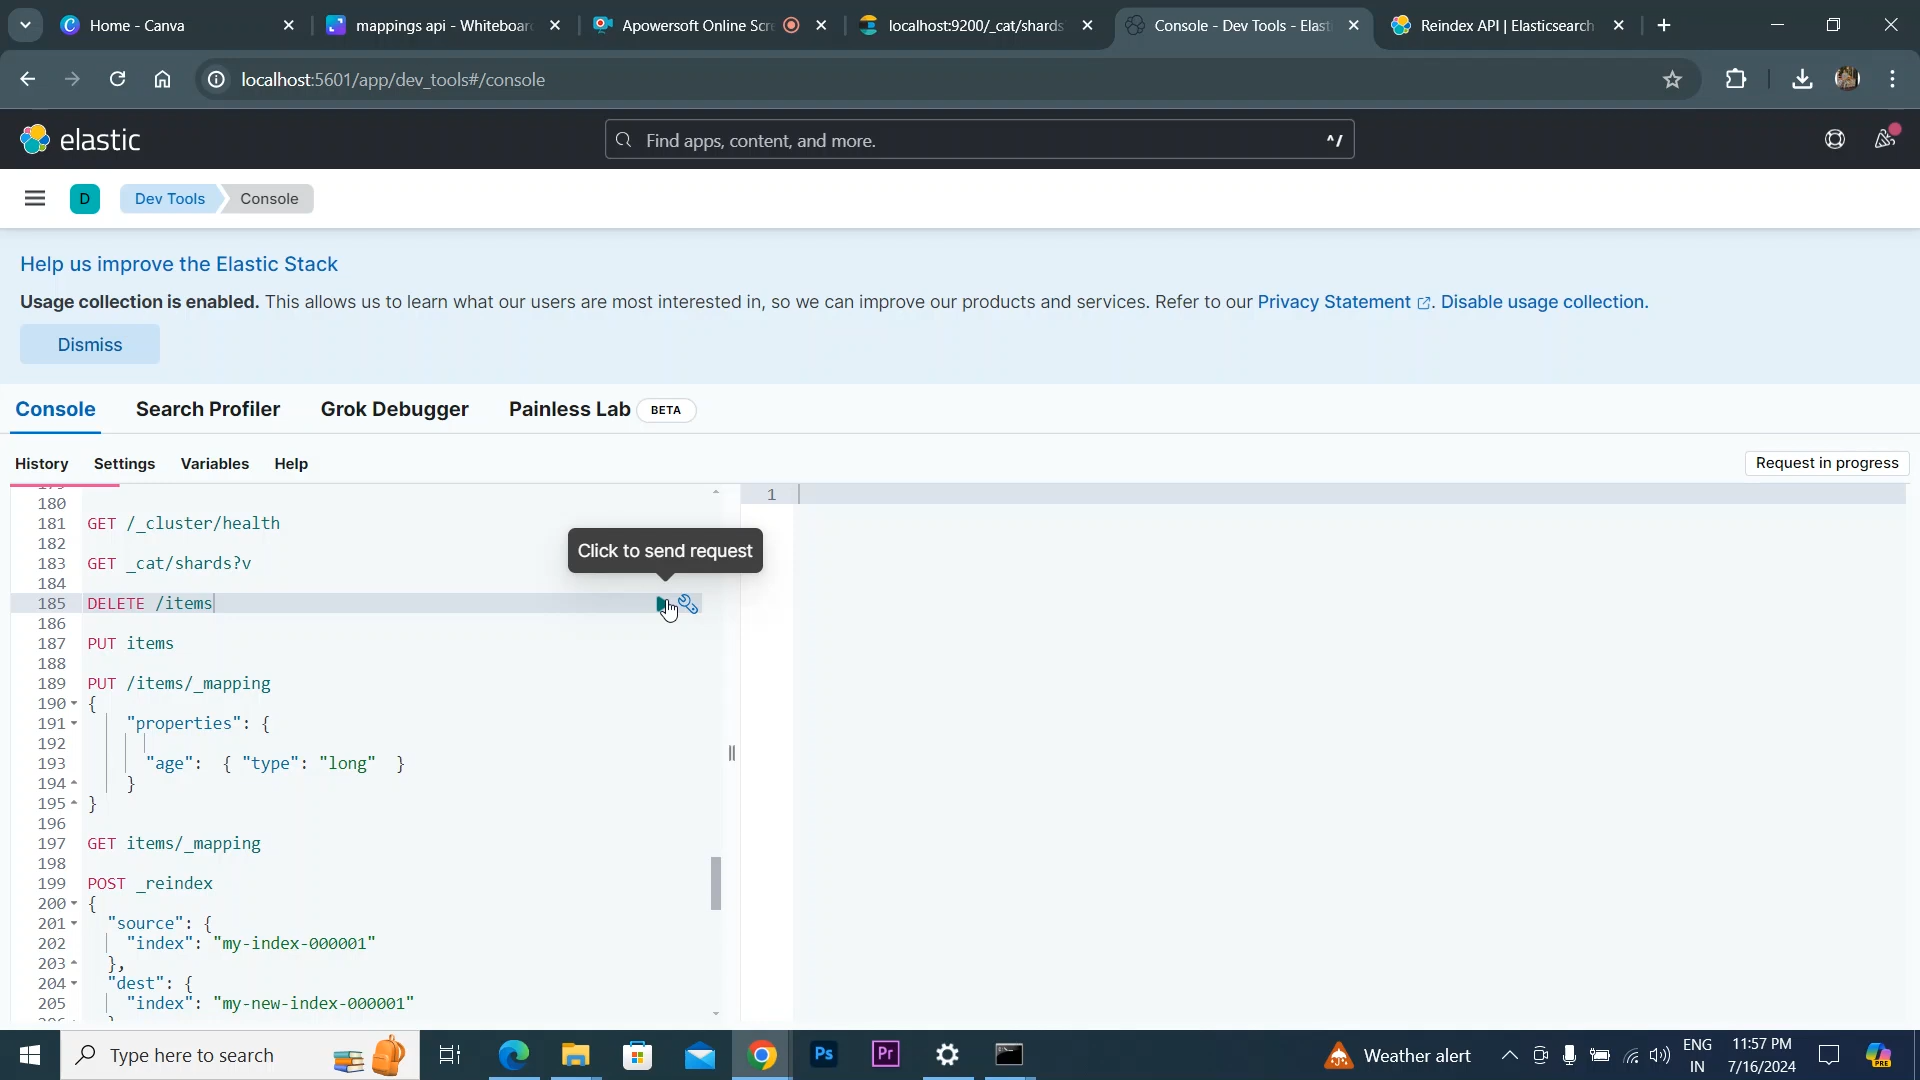 Home - Canva
mappings api - Whiteboar
Apowersoft Online Scre
localhost:9200/_cat/shards
Console - Dev Tools - Elasti
Reindex API | Elasticsearch
localhost:5601/app/dev_tools#/console
elastic
Find apps, content, and more.
^/
D
Dev Tools
Console
Help us improve the Elastic Stack
Usage collection is enabled. This allows us to learn what our users are most interested in, so we can improve our products and services. Refer to our Privacy Statement. Disable usage collection.
Dismiss
Console
Search Profiler
Grok Debugger
Painless Lab
BETA
History
Settings
Variables
Help
Request in progress
180
181 GET /_cluster/health
182
183 GET _cat/shards?v
184
Click to send request
185 DELETE /items
186
187 PUT items
188
189 PUT /items/_mapping
190 {
191 "properties": {
192
193 "age": { "type": "long" }
194 }
195 }
196
197 GET items/_mapping
198
199 POST _reindex
200 {
201 "source": {
202 "index": "my-index-000001"
203 },
204 "dest": {
205 "index": "my-new-index-000001"
1
Type here to search
Ps
Pr
Weather alert
ENG
IN
11:57 PM
7/16/2024
PRE